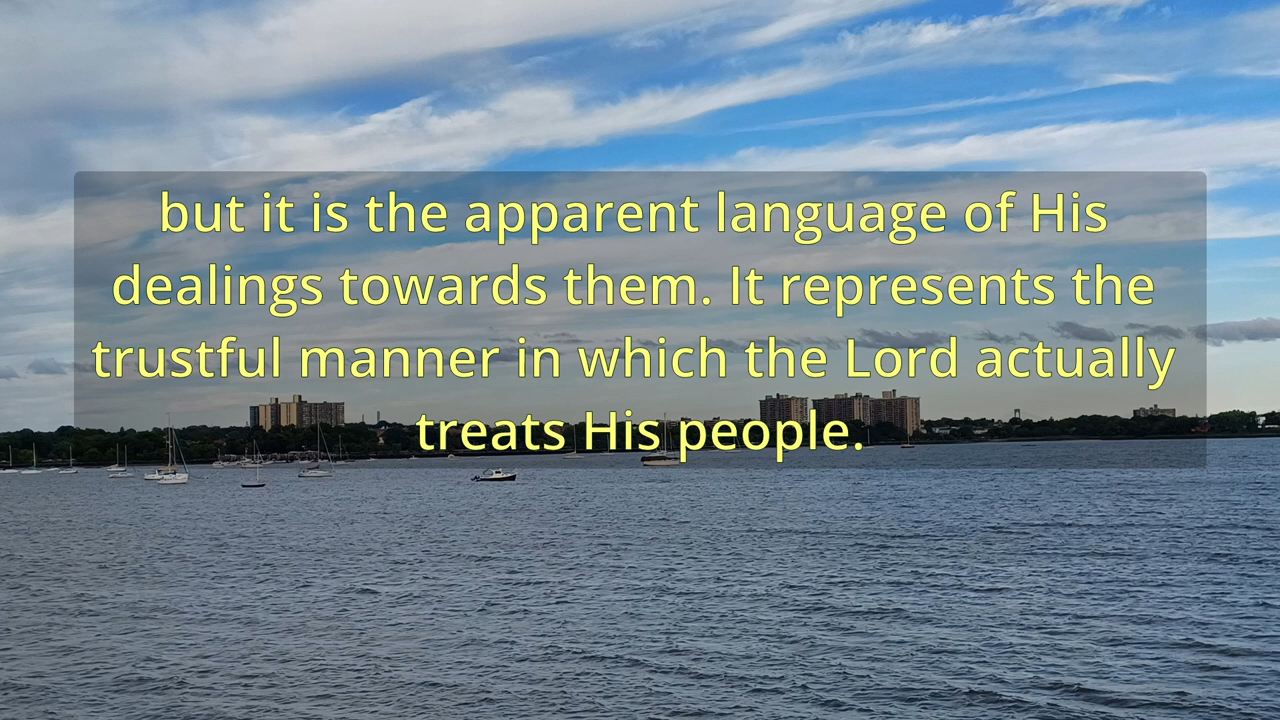 but it is the apparent language of His
dealings towards them. It represents the
trustful manner in which the Lord actually
treats His people.